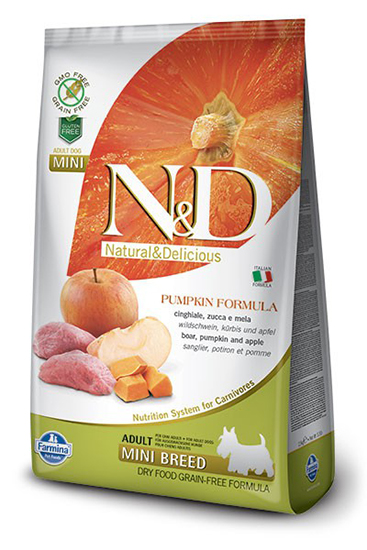 GMO FREE
GRAIN FREE
GLUTEN
FREE
ADULT DOG
MINI
N&D
Natural&Delicious
ITALIAN
FORMULA
PUMPKIN FORMULA
cinghiale, zucca e mela
wildschwein, kürbis und apfel
boar, pumpkin and apple
sanglier, potiron et pomme
Nutrition System for Carnivores
Farmina
Pet Foods
ADULT
MINI BREED
DRY FOOD GRAIN-FREE FORMULA